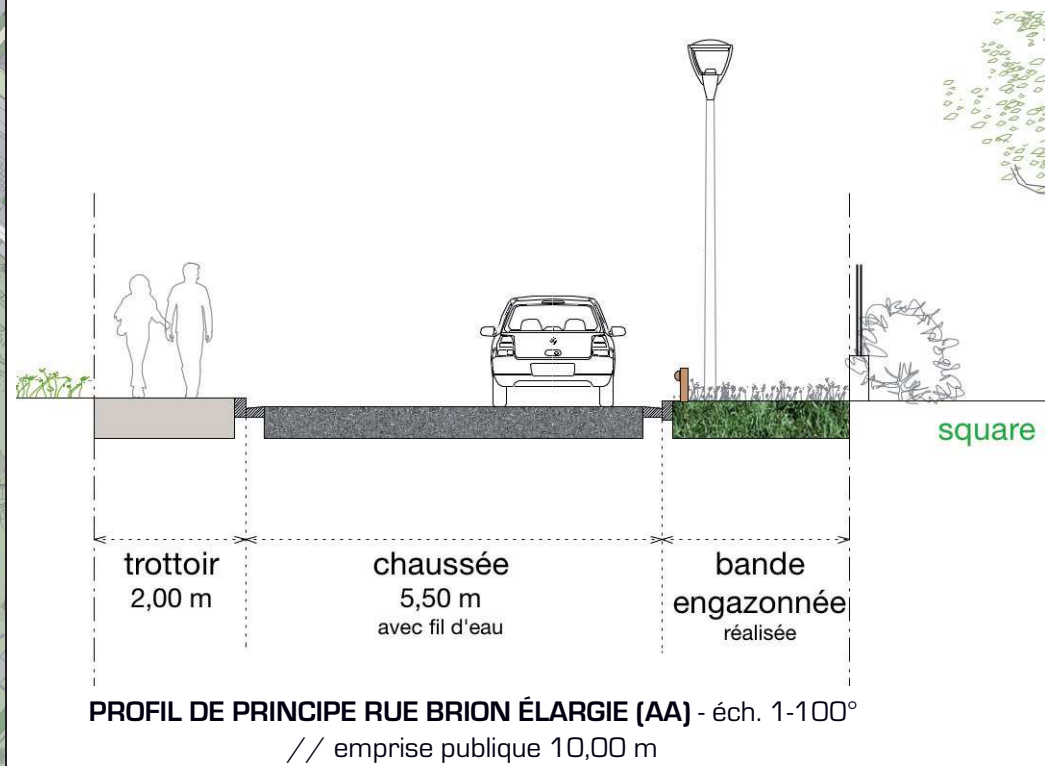 square
trottoir
2,00 m
chaussée
5,50 m
avec fil d'eau
bande
engazonnée
réalisée
PROFIL DE PRINCIPE RUE BRION ÉLARGIE (AA) - éch. 1-100°
// emprise publique 10,00 m